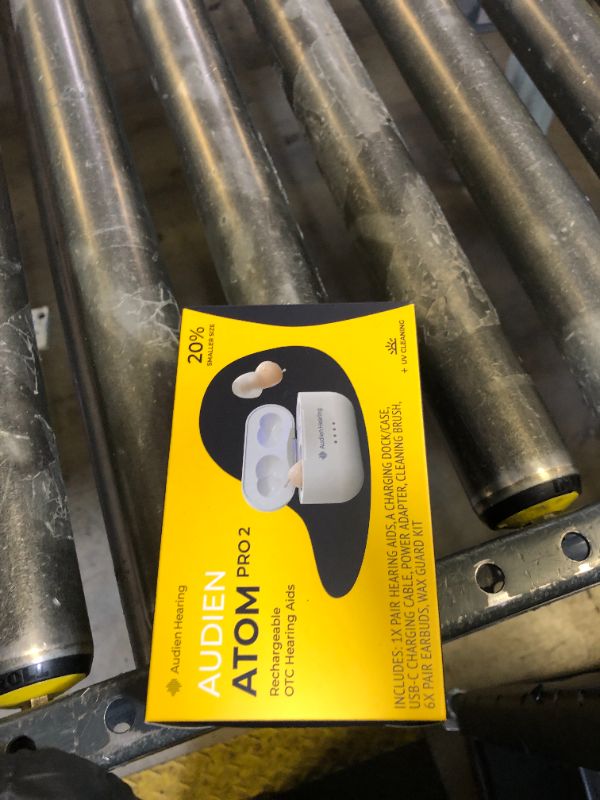 20%
SMALLER SIZE
+ UV CLEANING
Audien Hearing
Audien Hearing
AUDIEN
ATOM PRO 2
Rechargeable
OTC Hearing Aids
INCLUDES: 1X PAIR HEARING AIDS, A CHARGING DOCK/CASE,
USB-C CHARGING CABLE, POWER ADAPTER, CLEANING BRUSH,
6X PAIR EARBUDS, WAX GUARD KIT